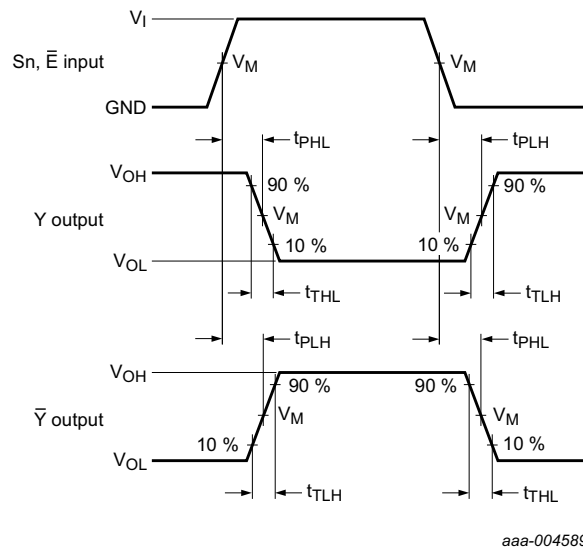 V_I
Sn, E̅ input
V_M
V_M
GND
t_PHL
t_PLH
V_OH
90 %
90 %
Y output
V_M
V_M
10 %
10 %
V_OL
t_THL
t_TLH
t_PLH
t_PHL
V_OH
90 %
90 %
Y̅ output
V_M
V_M
10 %
10 %
V_OL
t_TLH
t_THL
aaa-004589